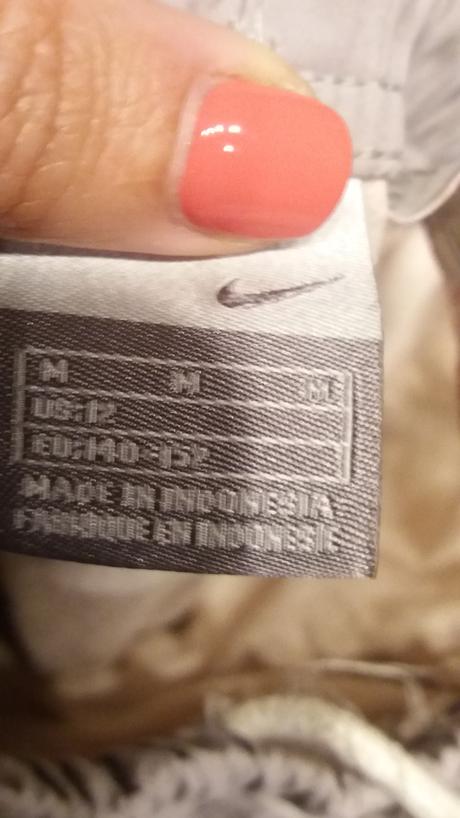 M M M
US:12
EU:140-152
MADE IN INDONESIA
FABRIQUE EN INDONESIE